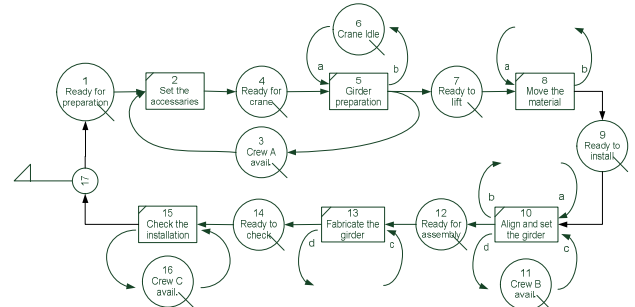 6
Crane Idle
a
b
1
Ready for
preparation
2
Set the
accessaries
4
Ready for
crane
5
Girder
preparation
7
Ready to
lift
a
8
Move the
material
b
3
Crew A
avail.
9
Ready to
install
17
15
Check the
installation
14
Ready to
check
13
Fabricate the
girder
d
c
12
Ready for
assembly
b
a
10
Align and set
the girder
d
c
16
Crew C
avail.
11
Crew B
avail.